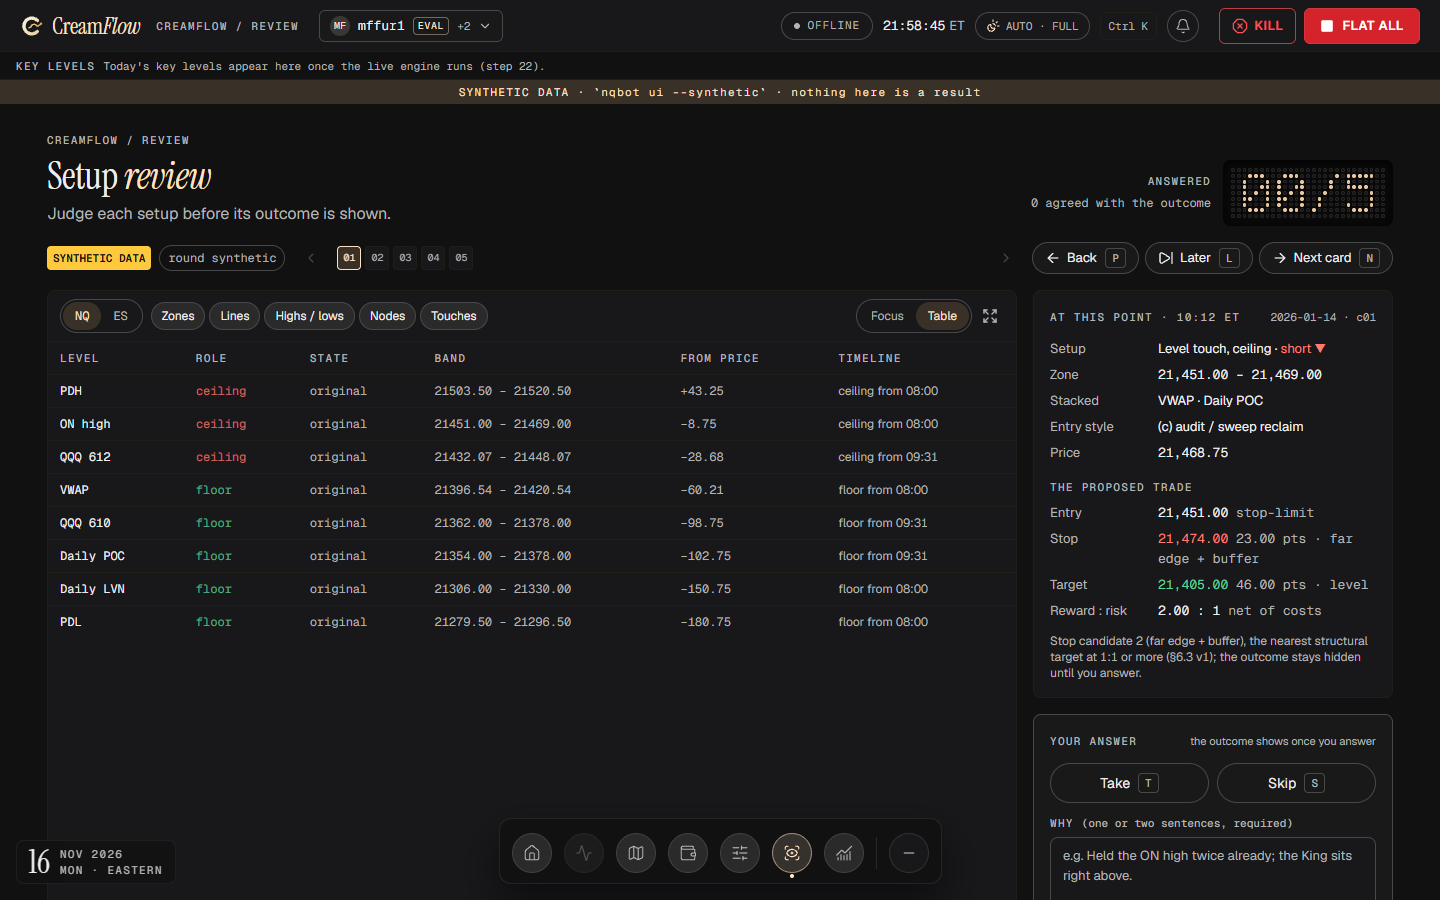 CreamFlow CREAMFLOW / REVIEW MF mffur1 EVAL +2 OFFLINE 21:58:45 ET AUTO · FULL Ctrl K KILL FLAT ALL
KEY LEVELS Today's key levels appear here once the live engine runs (step 22).
SYNTHETIC DATA · `nqbot ui --synthetic` · nothing here is a result
CREAMFLOW / REVIEW
Setup review
Judge each setup before its outcome is shown.
ANSWERED
0 agreed with the outcome
00/5
SYNTHETIC DATA round synthetic 01 02 03 04 05 Back P Later L Next card N
NQ ES Zones Lines Highs / lows Nodes Touches Focus Table
LEVEL ROLE STATE BAND FROM PRICE TIMELINE
PDH ceiling original 21503.50 – 21520.50 +43.25 ceiling from 08:00
ON high ceiling original 21451.00 – 21469.00 −8.75 ceiling from 08:00
QQQ 612 ceiling original 21432.07 – 21448.07 −28.68 ceiling from 09:31
VWAP floor original 21396.54 – 21420.54 −60.21 floor from 08:00
QQQ 610 floor original 21362.00 – 21378.00 −98.75 floor from 09:31
Daily POC floor original 21354.00 – 21378.00 −102.75 floor from 09:31
Daily LVN floor original 21306.00 – 21330.00 −150.75 floor from 08:00
PDL floor original 21279.50 – 21296.50 −180.75 floor from 08:00
AT THIS POINT · 10:12 ET 2026-01-14 · c01
Setup Level touch, ceiling · short ▼
Zone 21,451.00 – 21,469.00
Stacked VWAP · Daily POC
Entry style (c) audit / sweep reclaim
Price 21,468.75
THE PROPOSED TRADE
Entry 21,451.00 stop-limit
Stop 21,474.00 23.00 pts · far
edge + buffer
Target 21,405.00 46.00 pts · level
Reward : risk 2.00 : 1 net of costs
Stop candidate 2 (far edge + buffer), the nearest structural
target at 1:1 or more (§6.3 v1); the outcome stays hidden
until you answer.
YOUR ANSWER the outcome shows once you answer
Take T Skip S
WHY (one or two sentences, required)
e.g. Held the ON high twice already; the King sits
right above.
16 NOV 2026
MON · EASTERN